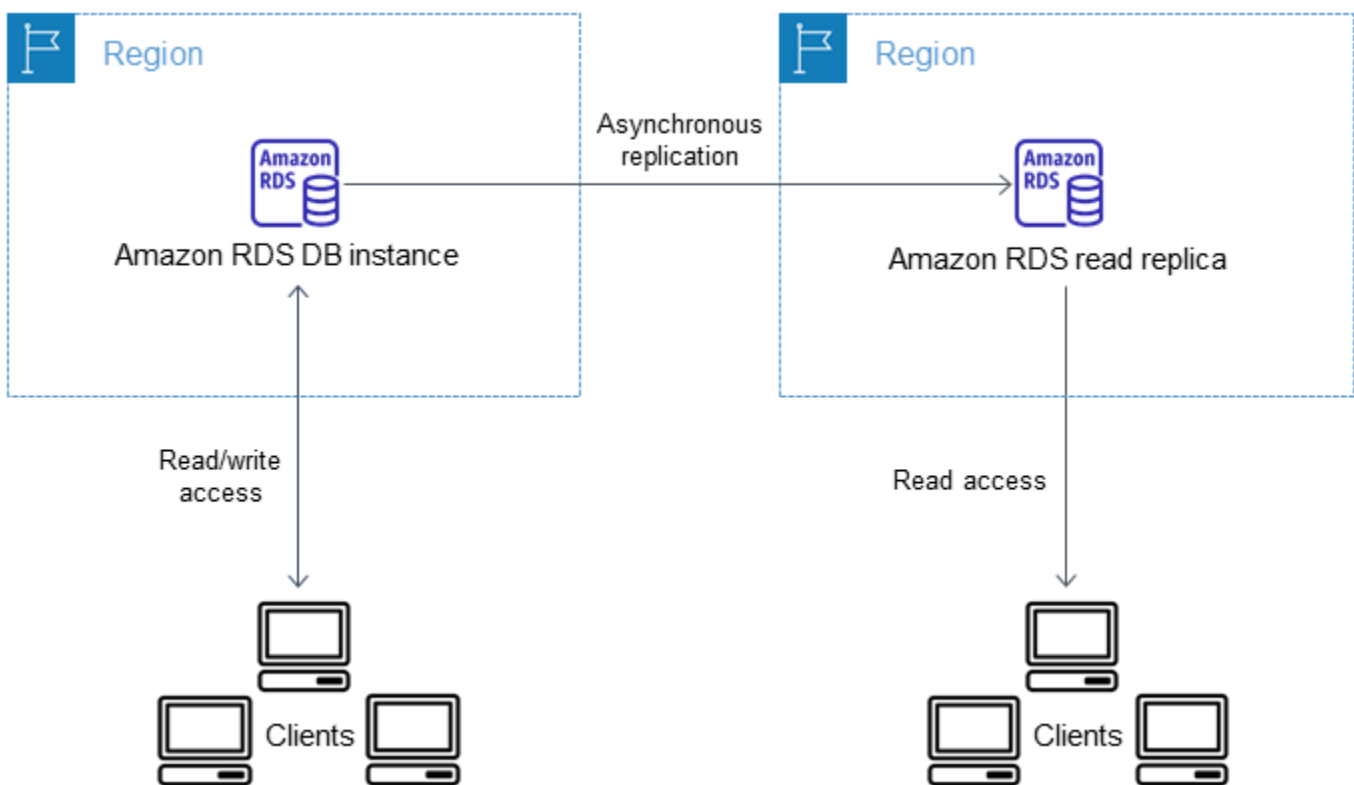 Region
Region
Asynchronous
replication
Amazon
RDS
Amazon
RDS
Amazon RDS DB instance
Amazon RDS read replica
Read/write
access
Read access
Clients
Clients